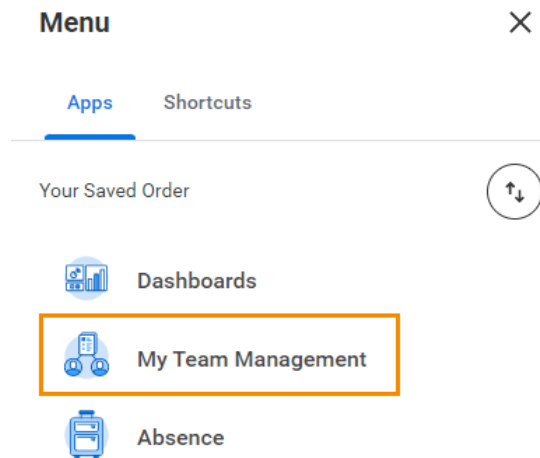 Menu
Apps Shortcuts
Your Saved Order
Dashboards
My Team Management
Absence